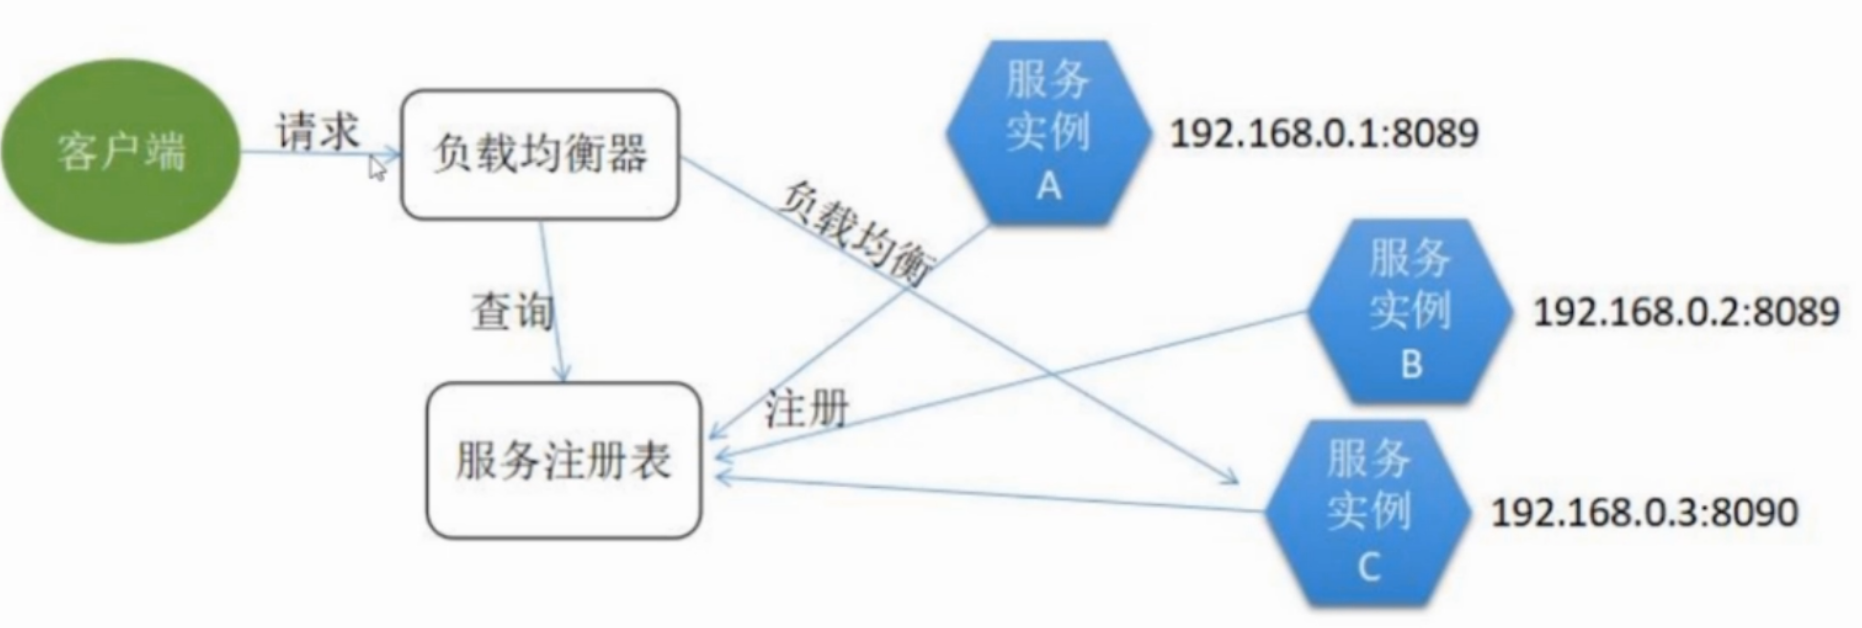 客户端
请求
负载均衡器
负载均衡
查询
注册
服务注册表
服务
实例
A
192.168.0.1:8089
服务
实例
B
192.168.0.2:8089
服务
实例
C
192.168.0.3:8090